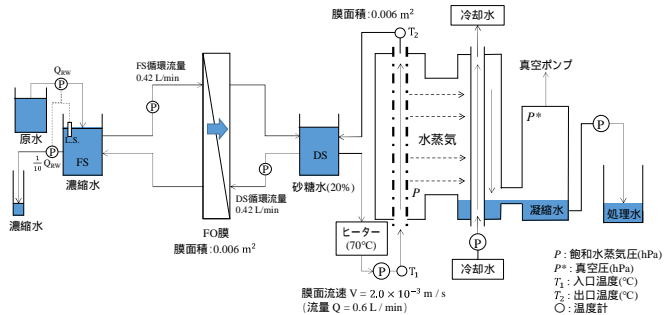 膜面積:0.006 m²
冷却水
T₂
真空ポンプ
Q_RW
P
FS循環流量
0.42 L/min
P
原水
L.S.
P
1/10 Q_RW
FS
濃縮水
濃縮水
DS
砂糖水(20%)
P
DS循環流量
0.42 L/min
FO膜
膜面積:0.006 m²
水蒸気
P
P*
P
凝縮水
処理水
ヒーター
(70℃)
P
T₁
P
冷却水
膜面流速 V = 2.0 × 10⁻³ m / s
(流量 Q = 0.6 L / min)
P : 飽和水蒸気圧(hPa)
P* : 真空圧(hPa)
T₁ : 入口温度(℃)
T₂ : 出口温度(℃)
○ : 温度計